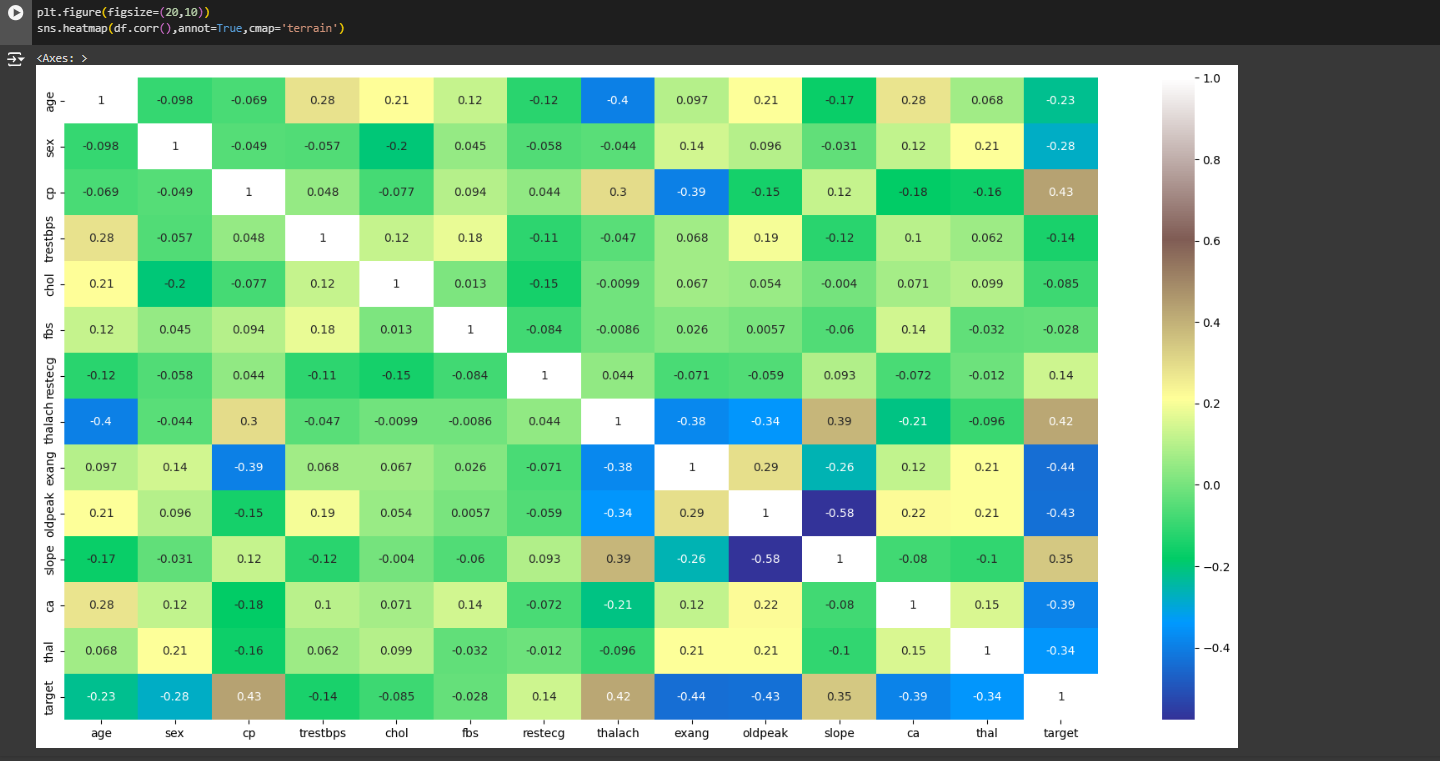 plt.figure(figsize=(20,10))
sns.heatmap(df.corr(),annot=True,cmap='terrain')
<Axes: >
age 1 -0.098 -0.069 0.28 0.21 0.12 -0.12 -0.4 0.097 0.21 -0.17 0.28 0.068 -0.23
sex -0.098 1 -0.049 -0.057 -0.2 0.045 -0.058 -0.044 0.14 0.096 -0.031 0.12 0.21 -0.28
cp -0.069 -0.049 1 0.048 -0.077 0.094 0.044 0.3 -0.39 -0.15 0.12 -0.18 -0.16 0.43
trestbps 0.28 -0.057 0.048 1 0.12 0.18 -0.11 -0.047 0.068 0.19 -0.12 0.1 0.062 -0.14
chol 0.21 -0.2 -0.077 0.12 1 0.013 -0.15 -0.0099 0.067 0.054 -0.004 0.071 0.099 -0.085
fbs 0.12 0.045 0.094 0.18 0.013 1 -0.084 -0.0086 0.026 0.0057 -0.06 0.14 -0.032 -0.028
restecg -0.12 -0.058 0.044 -0.11 -0.15 -0.084 1 0.044 -0.071 -0.059 0.093 -0.072 -0.012 0.14
thalach -0.4 -0.044 0.3 -0.047 -0.0099 -0.0086 0.044 1 -0.38 -0.34 0.39 -0.21 -0.096 0.42
exang 0.097 0.14 -0.39 0.068 0.067 0.026 -0.071 -0.38 1 0.29 -0.26 0.12 0.21 -0.44
oldpeak 0.21 0.096 -0.15 0.19 0.054 0.0057 -0.059 -0.34 0.29 1 -0.58 0.22 0.21 -0.43
slope -0.17 -0.031 0.12 -0.12 -0.004 -0.06 0.093 0.39 -0.26 -0.58 1 -0.08 -0.1 0.35
ca 0.28 0.12 -0.18 0.1 0.071 0.14 -0.072 -0.21 0.12 0.22 -0.08 1 0.15 -0.39
thal 0.068 0.21 -0.16 0.062 0.099 -0.032 -0.012 -0.096 0.21 0.21 -0.1 0.15 1 -0.34
target -0.23 -0.28 0.43 -0.14 -0.085 -0.028 0.14 0.42 -0.44 -0.43 0.35 -0.39 -0.34 1
age sex cp trestbps chol fbs restecg thalach exang oldpeak slope ca thal target
1.0
0.8
0.6
0.4
0.2
0.0
−0.2
−0.4